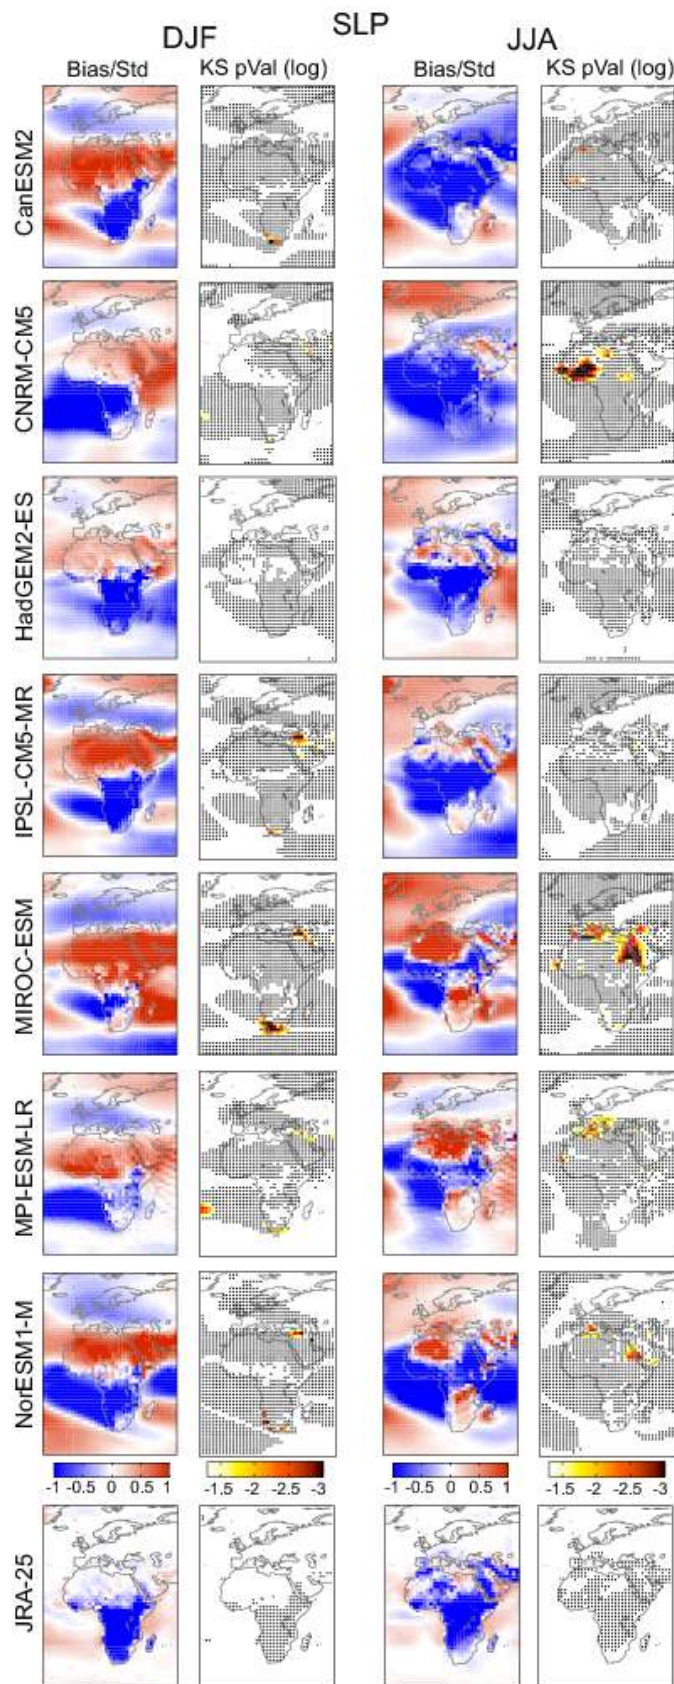 SLP
DJF JJA
Bias/Std KS pVal (log) Bias/Std KS pVal (log)
CanESM2
CNRM-CM5
HadGEM2-ES
IPSL-CM5-MR
MIROC-ESM
MPI-ESM-LR
NorESM1-M
-1 -0.5 0 0.5 1 -1.5 -2 -2.5 -3 -1 -0.5 0 0.5 1 -1.5 -2 -2.5 -3
JRA-25